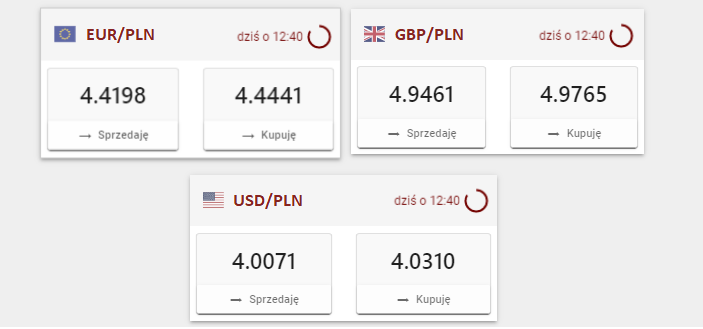 EUR/PLN dziś o 12:40
4.4198 4.4441
→ Sprzedaję → Kupuję
GBP/PLN dziś o 12:40
4.9461 4.9765
→ Sprzedaję → Kupuję
USD/PLN dziś o 12:40
4.0071 4.0310
→ Sprzedaję → Kupuję